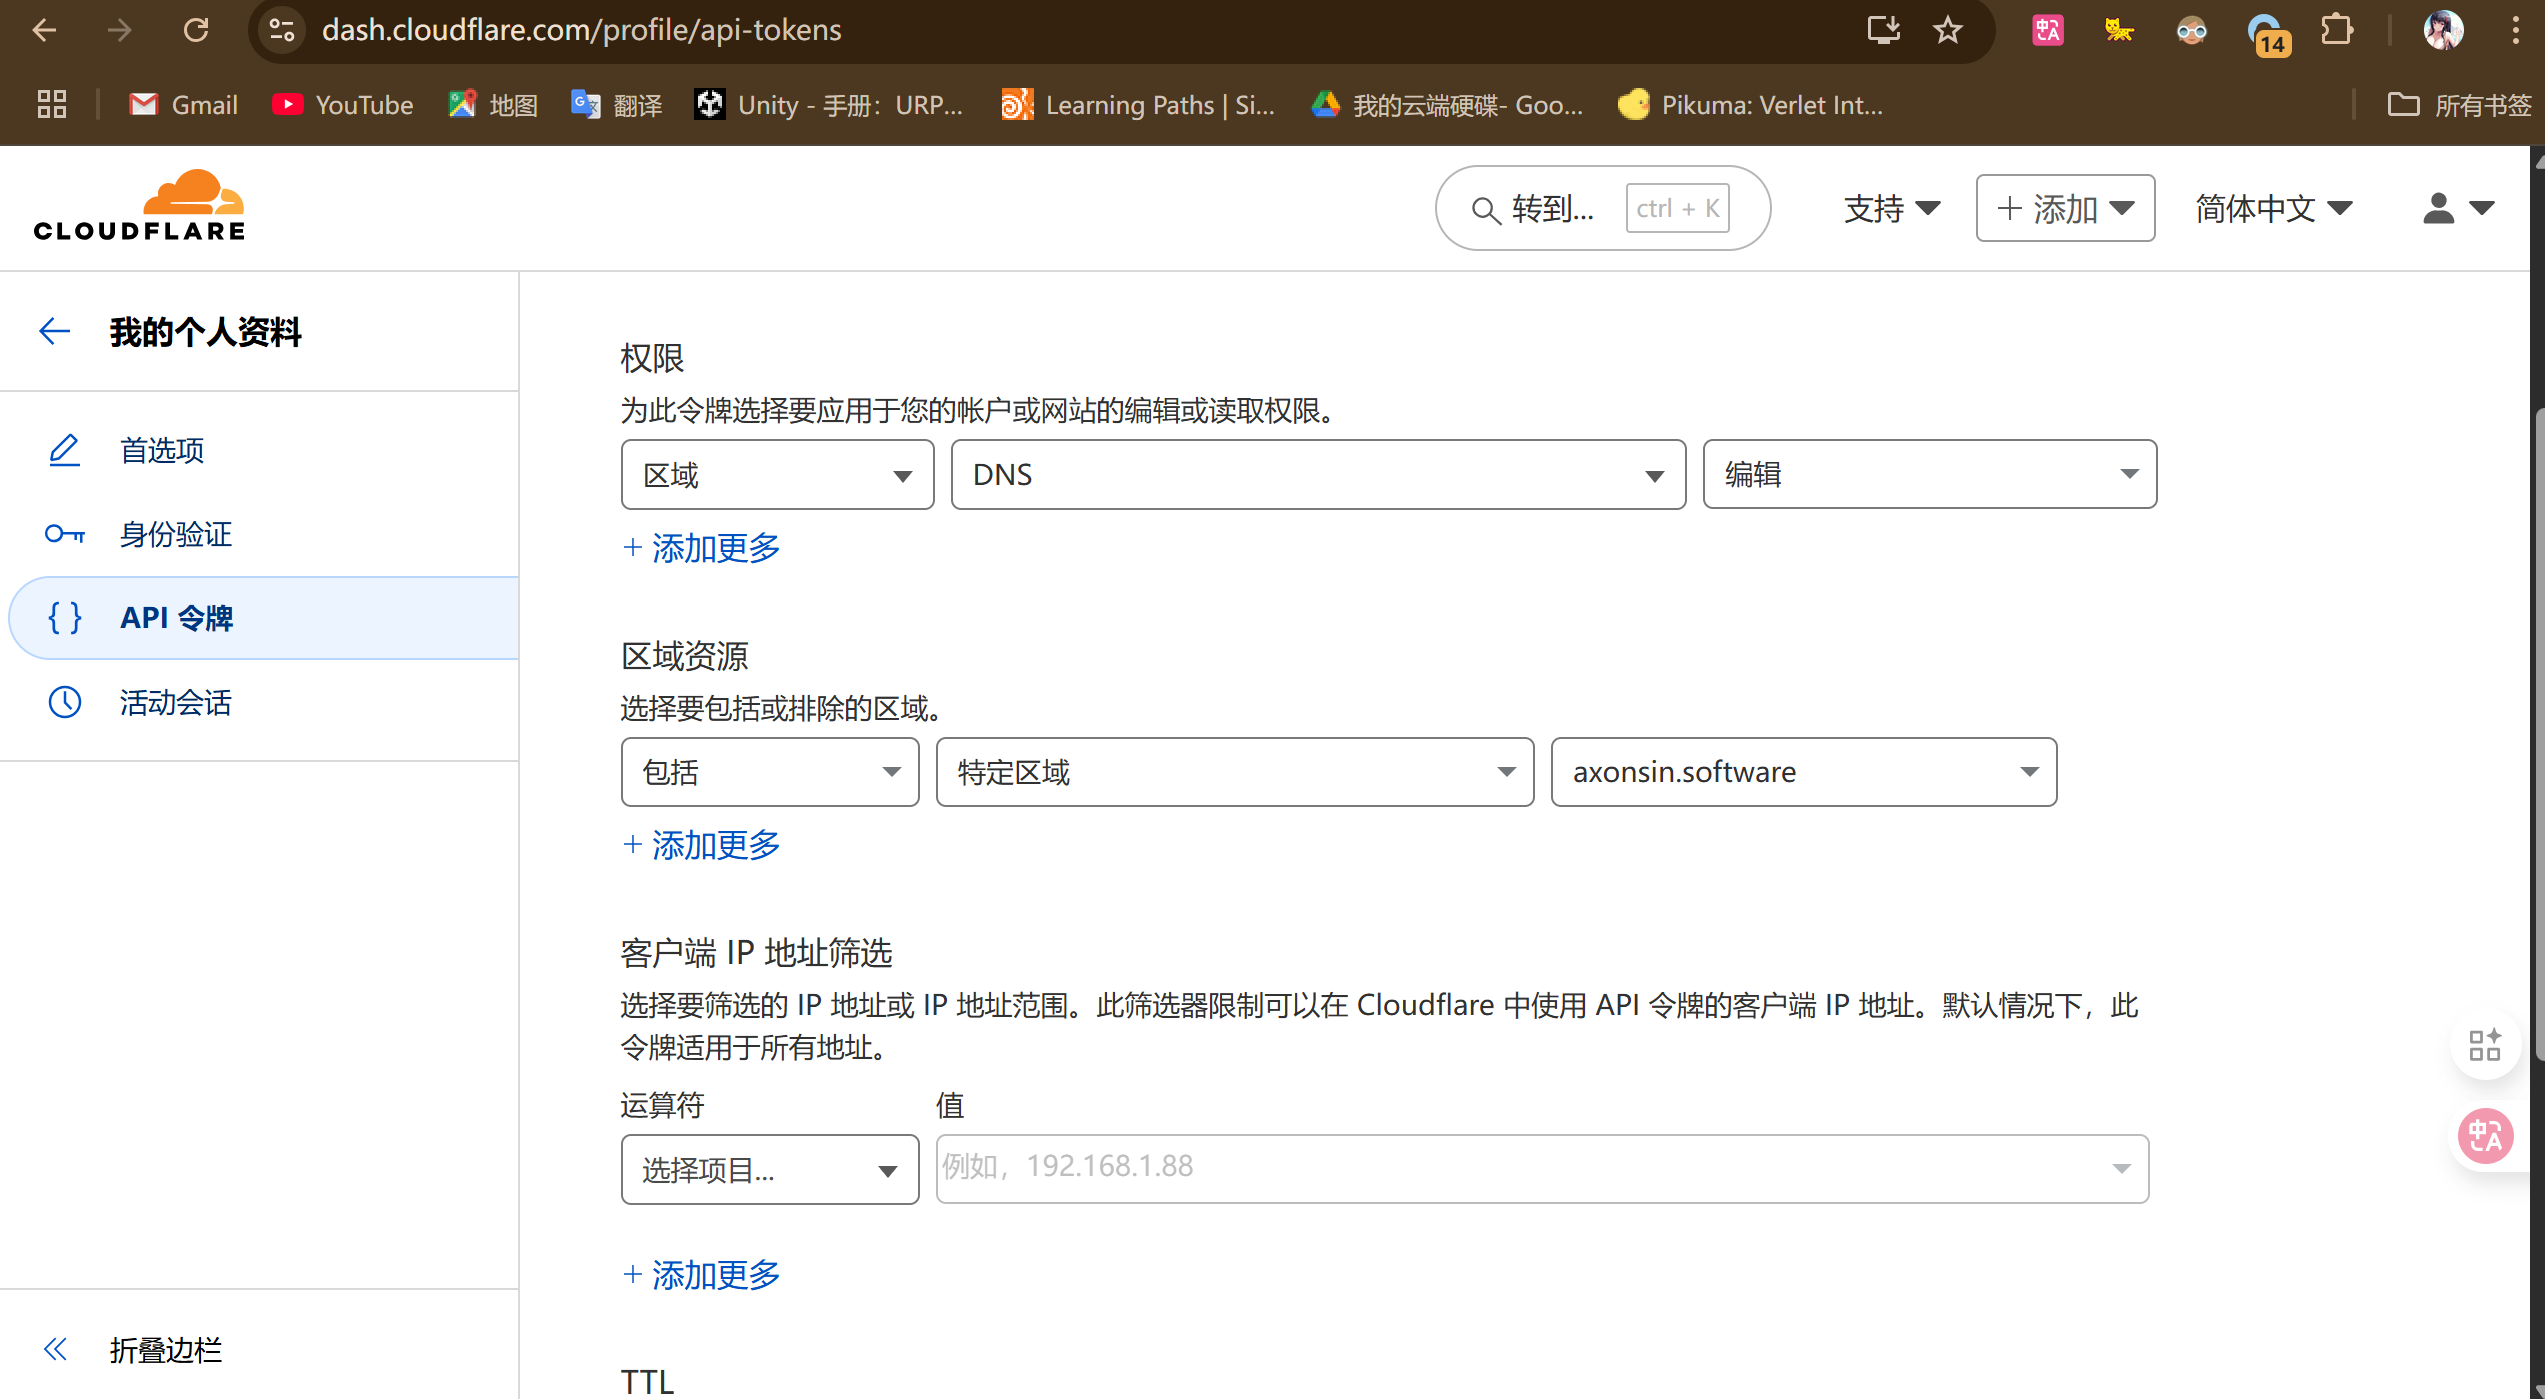 dash.cloudflare.com/profile/api-tokens
14
Gmail
YouTube
地图
翻译
Unity - 手册：URP...
Learning Paths | Si...
我的云端硬碟- Goo...
Pikuma: Verlet Int...
所有书签
CLOUDFLARE
转到...
ctrl + K
支持
添加
简体中文
我的个人资料
首选项
身份验证
API 令牌
活动会话
折叠边栏
权限
为此令牌选择要应用于您的帐户或网站的编辑或读取权限。
区域
DNS
编辑
+ 添加更多
区域资源
选择要包括或排除的区域。
包括
特定区域
axonsin.software
+ 添加更多
客户端 IP 地址筛选
选择要筛选的 IP 地址或 IP 地址范围。此筛选器限制可以在 Cloudflare 中使用 API 令牌的客户端 IP 地址。默认情况下，此
令牌适用于所有地址。
运算符
值
选择项目...
例如，192.168.1.88
+ 添加更多
TTL